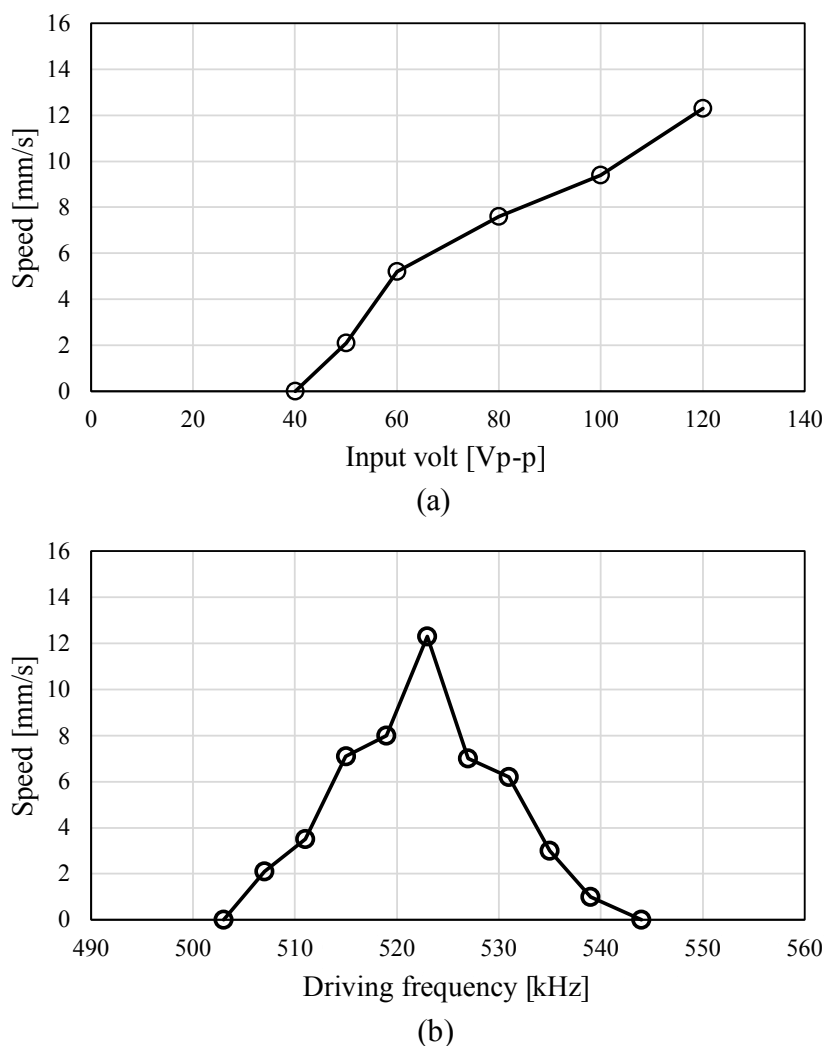 16
14
12
10
8
6
4
2
0
Speed [mm/s]
0 20 40 60 80 100 120 140
Input volt [Vp-p]
(a)
16
14
12
10
8
6
4
2
0
Speed [mm/s]
490 500 510 520 530 540 550 560
Driving frequency [kHz]
(b)